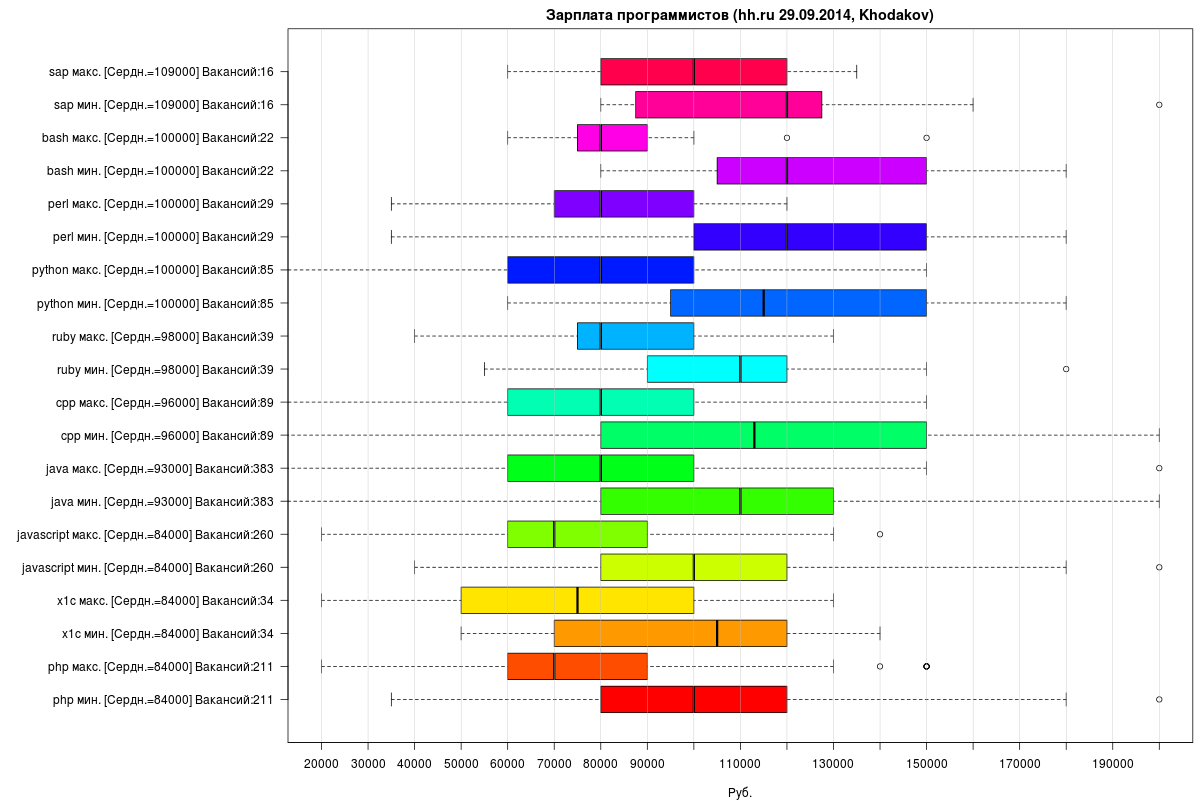 Зарплата программистов (hh.ru 29.09.2014, Khodakov)
sap макс. [Сердн.=109000] Вакансий:16
sap мин. [Сердн.=109000] Вакансий:16
bash макс. [Сердн.=100000] Вакансий:22
bash мин. [Сердн.=100000] Вакансий:22
perl макс. [Сердн.=100000] Вакансий:29
perl мин. [Сердн.=100000] Вакансий:29
python макс. [Сердн.=100000] Вакансий:85
python мин. [Сердн.=100000] Вакансий:85
ruby макс. [Сердн.=98000] Вакансий:39
ruby мин. [Сердн.=98000] Вакансий:39
cpp макс. [Сердн.=96000] Вакансий:89
cpp мин. [Сердн.=96000] Вакансий:89
java макс. [Сердн.=93000] Вакансий:383
java мин. [Сердн.=93000] Вакансий:383
javascript макс. [Сердн.=84000] Вакансий:260
javascript мин. [Сердн.=84000] Вакансий:260
x1c макс. [Сердн.=84000] Вакансий:34
x1c мин. [Сердн.=84000] Вакансий:34
php макс. [Сердн.=84000] Вакансий:211
php мин. [Сердн.=84000] Вакансий:211
20000 30000 40000 50000 60000 70000 80000 90000 110000 130000 150000 170000 190000
Руб.